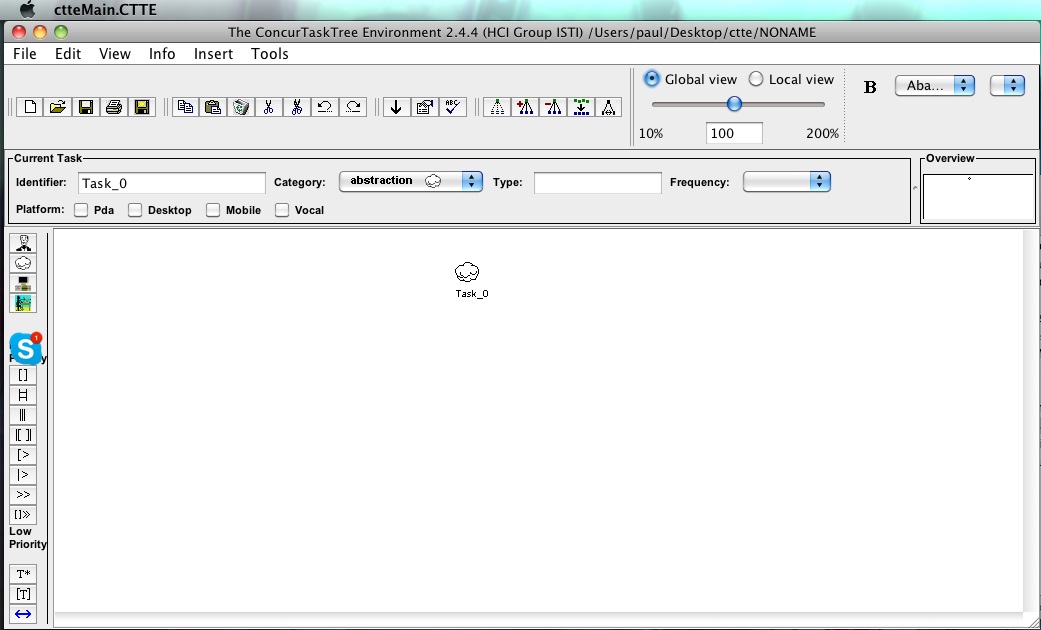 ctteMain.CTTE
The ConcurTaskTree Environment 2.4.4 (HCI Group ISTI) /Users/paul/Desktop/ctte/NONAME
File Edit View Info Insert Tools
Global view Local view
B Aba...
ABC
10% 100 200%
Current Task
Overview
Identifier: Task_0 Category: abstraction Type: Frequency:
Platform: Pda Desktop Mobile Vocal
Task_0
S 1
[]
|=|
|||
|[]|
[>
|>
>>
[]>>
Low
Priority
T*
[T]